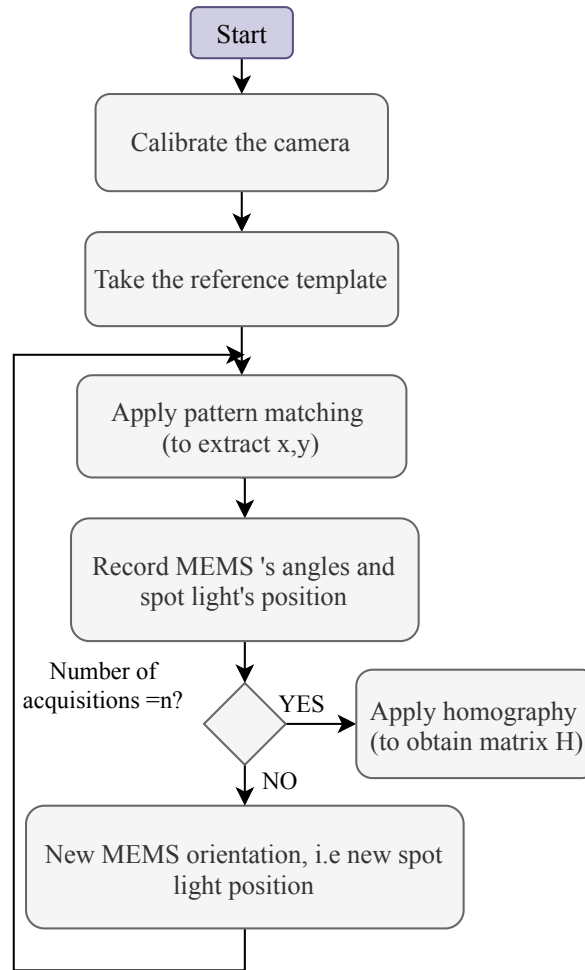 Start
Calibrate the camera
Take the reference template
Apply pattern matching
(to extract x,y)
Record MEMS 's angles and
spot light's position
Number of
acquisitions =n?
YES
Apply homography
(to obtain matrix H)
NO
New MEMS orientation, i.e new spot
light position